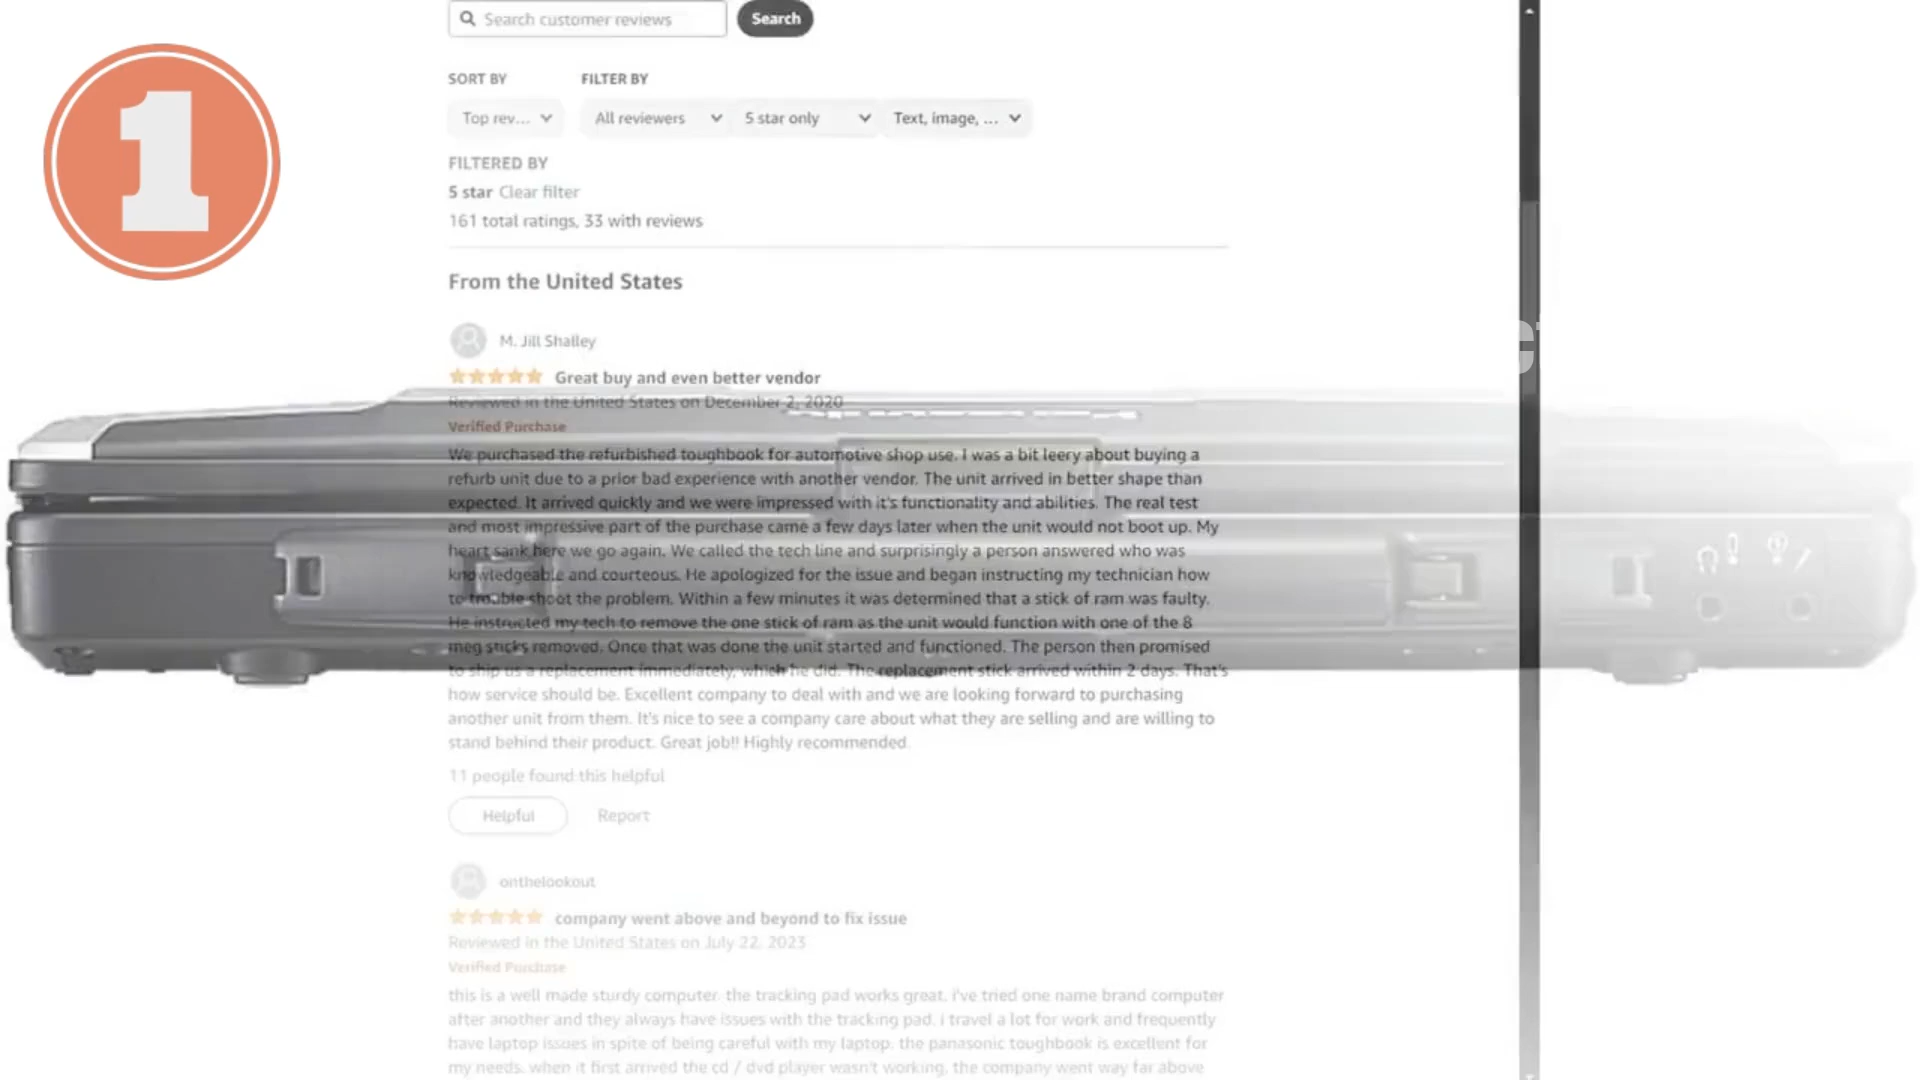 1
Search customer reviews
Search
SORT BY
FILTER BY
Top rev...
All reviewers
5 star only
Text, image, ...
FILTERED BY
5 star Clear filter
161 total ratings, 33 with reviews
From the United States
M. Jill Shalley
Great buy and even better vendor
Reviewed in the United States on December 2, 2020
Verified Purchase
We purchased the refurbished toughbook for automotive shop use. I was a bit leery about buying a
refurb unit due to a prior bad experience with another vendor. The unit arrived in better shape than
expected. It arrived quickly and we were impressed with it's functionality and abilities. The real test
and most impressive part of the purchase came a few days later when the unit would not boot up. My
heart sank here we go again. We called the tech line and surprisingly a person answered who was
knowledgeable and courteous. He apologized for the issue and began instructing my technician how
to trouble shoot the problem. Within a few minutes it was determined that a stick of ram was faulty.
He instructed my tech to remove the one stick of ram as the unit would function with one of the 8
meg sticks removed. Once that was done the unit started and functioned. The person then promised
to ship us a replacement immediately, which he did. The replacement stick arrived within 2 days. That's
how service should be. Excellent company to deal with and we are looking forward to purchasing
another unit from them. It's nice to see a company care about what they are selling and are willing to
stand behind their product. Great job!! Highly recommended.
11 people found this helpful
Helpful
Report
onthelookout
company went above and beyond to fix issue
Reviewed in the United States on July 22, 2023
Verified Purchase
this is a well made sturdy computer. the tracking pad works great. i've tried one name brand computer
after another and they always have issues with the tracking pad. i travel a lot for work and frequently
have laptop issues in spite of being careful with my laptop. the panasonic toughbook is excellent for
my needs. when it first arrived the cd / dvd player wasn't working. the company went way far above